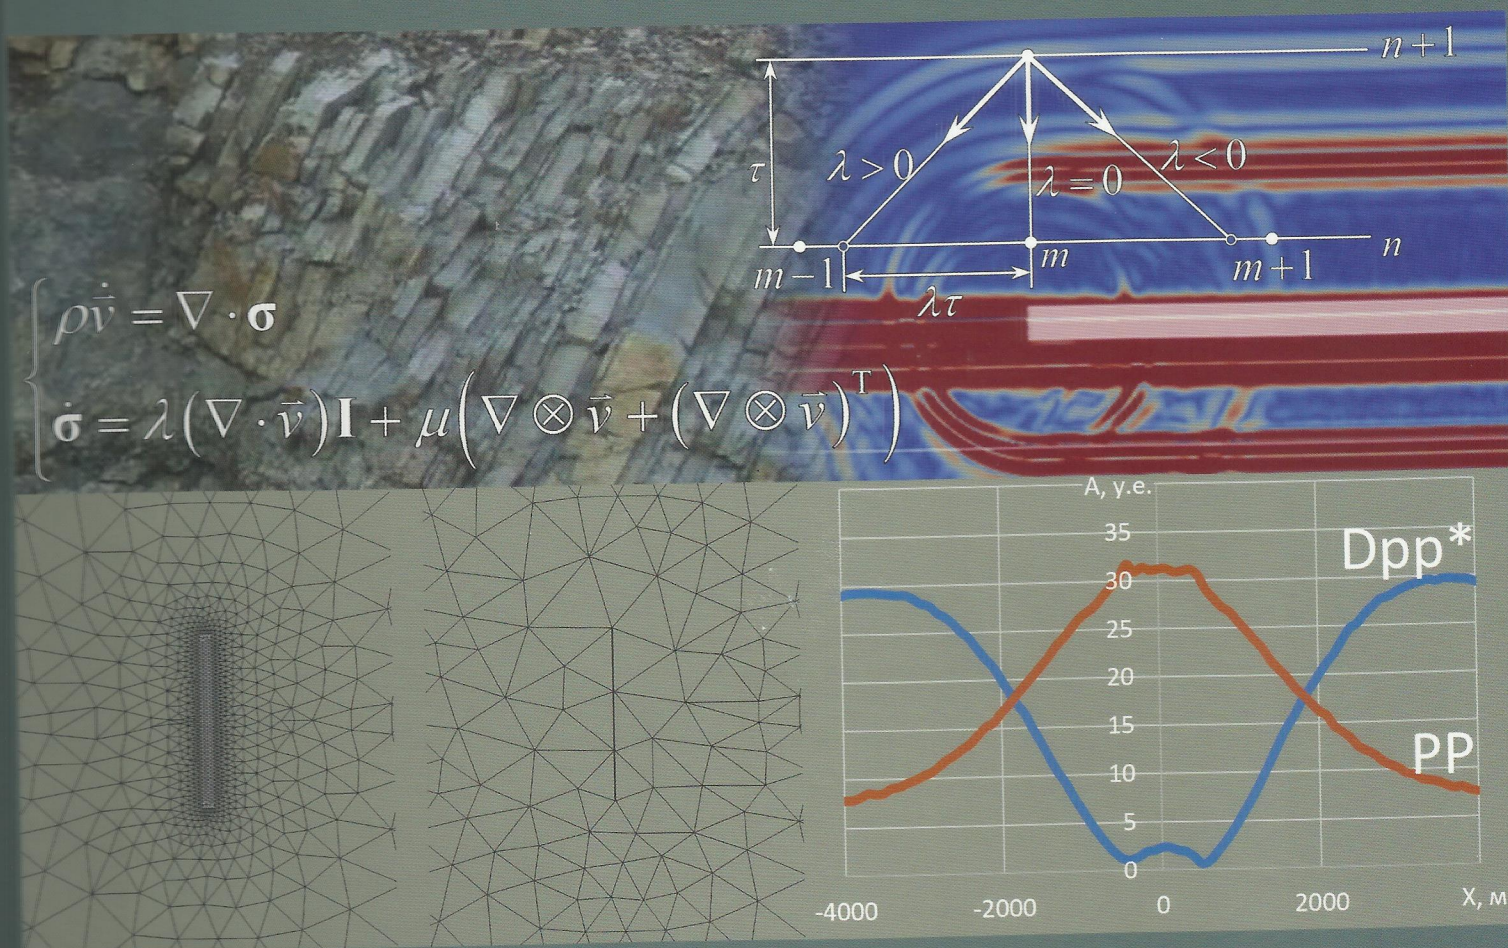 n+1
τ
λ > 0
λ = 0
λ < 0
m−1
m
m+1
n
λτ
ρv̇⃗ = ∇ · σ
σ̇ = λ(∇ · v⃗)I + μ(∇ ⊗ v⃗ + (∇ ⊗ v⃗)ᵀ)
A, y.e.
35
30
25
20
15
10
5
0
Dpp*
PP
-4000
-2000
0
2000
X, м